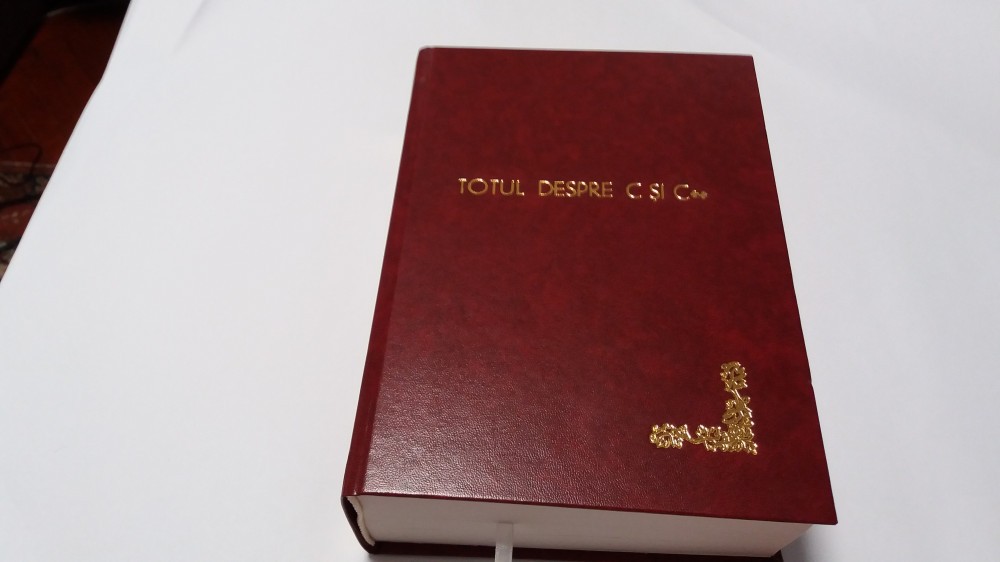 TOTUL DESPRE C ŞI C++